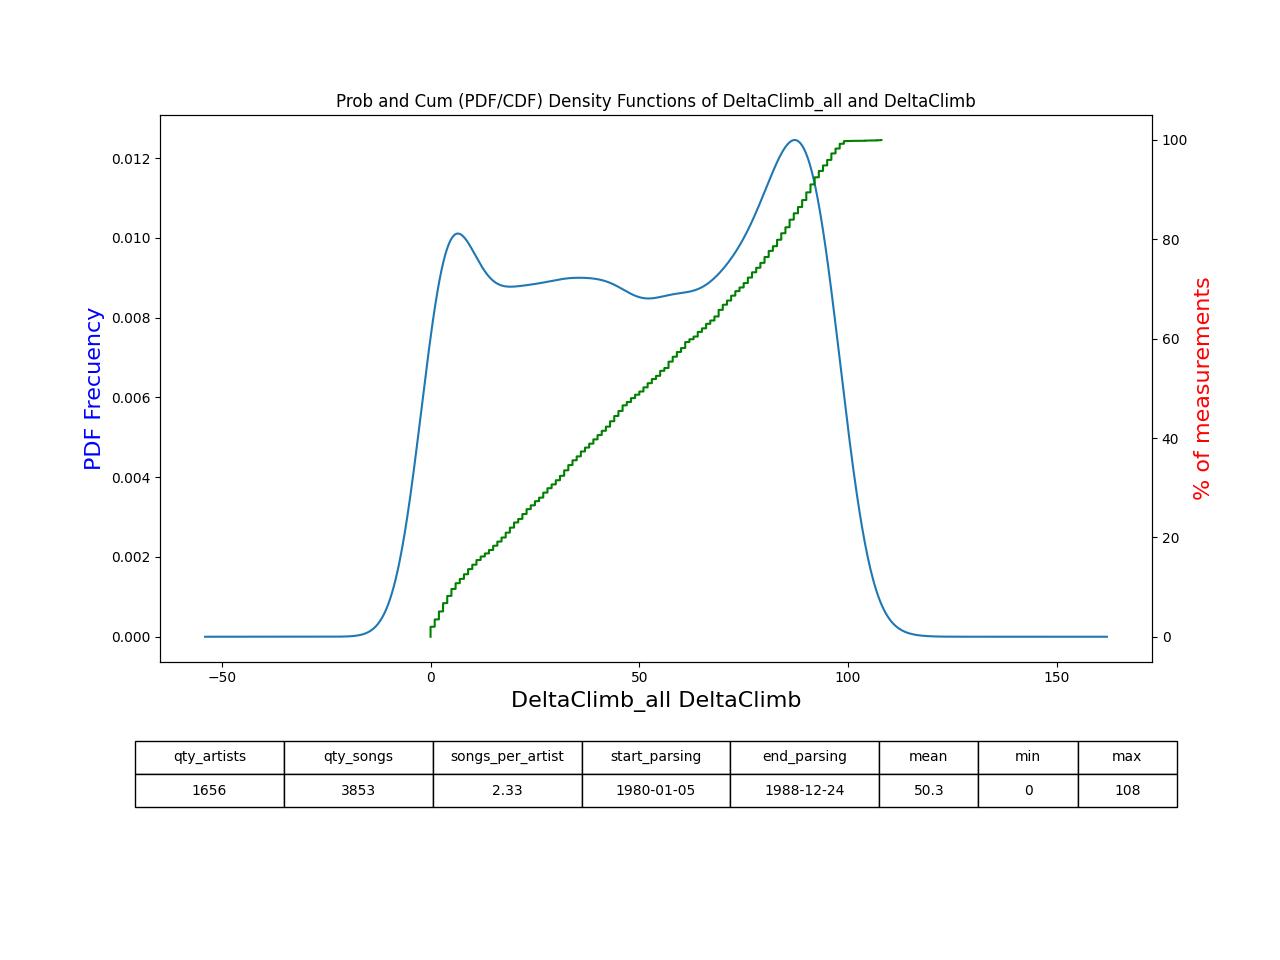 Prob and Cum (PDF/CDF) Density Functions of DeltaClimb_all and DeltaClimb
PDF Frecuency
0.012
0.010
0.008
0.006
0.004
0.002
0.000
100
80
60
40
20
0
% of measurements
−50 0 50 100 150
DeltaClimb_all DeltaClimb
qty_artists qty_songs songs_per_artist start_parsing end_parsing mean min max
1656 3853 2.33 1980-01-05 1988-12-24 50.3 0 108